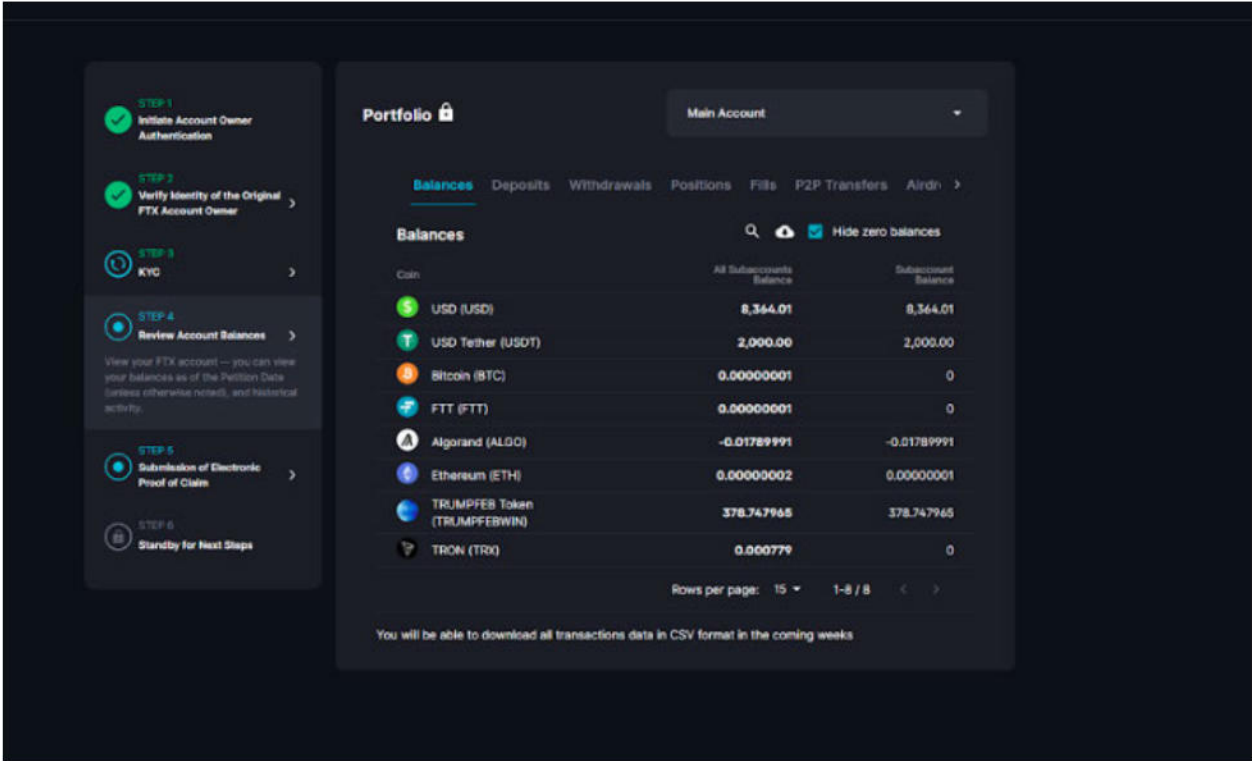 STEP 1
Initiate Account Owner
Authentication
STEP 2
Verify Identity of the Original
FTX Account Owner
STEP 3
KYC
STEP 4
Review Account Balances
View your FTX account — you can view
your balances as of the Petition Date
(unless otherwise noted), and historical
activity.
STEP 5
Submission of Electronic
Proof of Claim
STEP 6
Standby for Next Steps
Portfolio
Main Account
Balances Deposits Withdrawals Positions Fills P2P Transfers Airdr
Balances
Hide zero balances
Coin All Subaccounts Balance Subaccount Balance
USD (USD) 8,364.01 8,364.01
USD Tether (USDT) 2,000.00 2,000.00
Bitcoin (BTC) 0.00000001 0
FTT (FTT) 0.00000001 0
Algorand (ALGO) -0.01789991 -0.01789991
Ethereum (ETH) 0.00000002 0.00000001
TRUMPFEB Token
(TRUMPFEBWIN) 378.747965 378.747965
TRON (TRX) 0.000779 0
Rows per page: 15 1-8 / 8
You will be able to download all transactions data in CSV format in the coming weeks